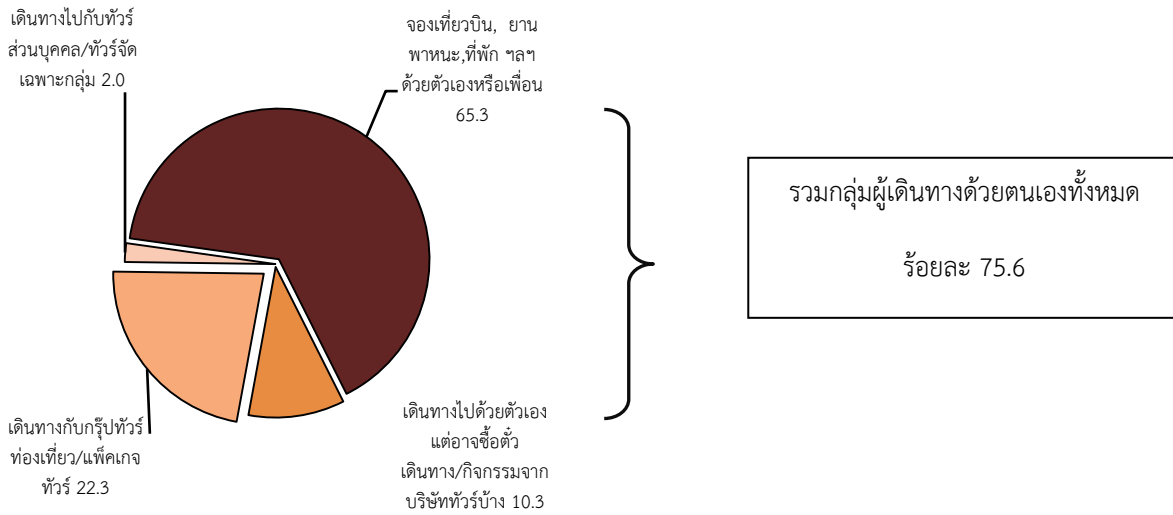 เดินทางไปกับทัวร์
ส่วนบุคคล/ทัวร์จัด
เฉพาะกลุ่ม 2.0
จองเที่ยวบิน, ยาน
พาหนะ,ที่พัก ฯลฯ
ด้วยตัวเองหรือเพื่อน
65.3
รวมกลุ่มผู้เดินทางด้วยตนเองทั้งหมด
ร้อยละ 75.6
เดินทางกับกรุ๊ปทัวร์
ท่องเที่ยว/แพ็คเกจ
ทัวร์ 22.3
เดินทางไปด้วยตัวเอง
แต่อาจซื้อตั๋ว
เดินทาง/กิจกรรมจาก
บริษัททัวร์บ้าง 10.3